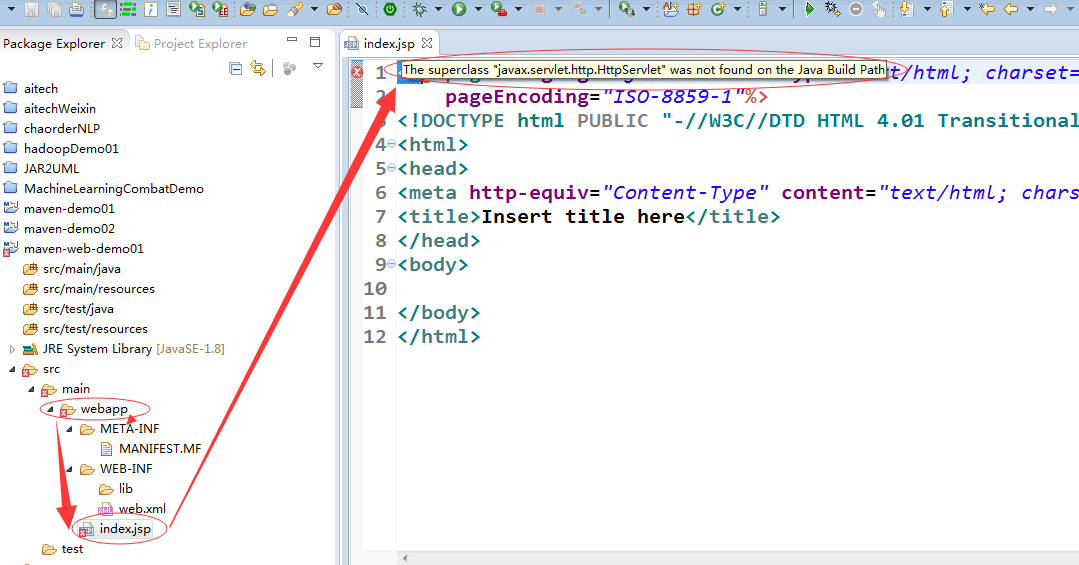 Package Explorer
Project Explorer
aitech
aitechWeixin
chaorderNLP
hadoopDemo01
JAR2UML
MachineLearningCombatDemo
maven-demo01
maven-demo02
maven-web-demo01
src/main/java
src/main/resources
src/test/java
src/test/resources
JRE System Library [JavaSE-1.8]
src
main
webapp
META-INF
MANIFEST.MF
WEB-INF
lib
web.xml
index.jsp
test
index.jsp
The superclass "javax.servlet.http.HttpServlet" was not found on the Java Build Path
1 t/html; charset=
2 pageEncoding="ISO-8859-1"%>
3 <!DOCTYPE html PUBLIC "-//W3C//DTD HTML 4.01 Transitional
4 <html>
5 <head>
6 <meta http-equiv="Content-Type" content="text/html; chars
7 <title>Insert title here</title>
8 </head>
9 <body>
10
11 </body>
12 </html>